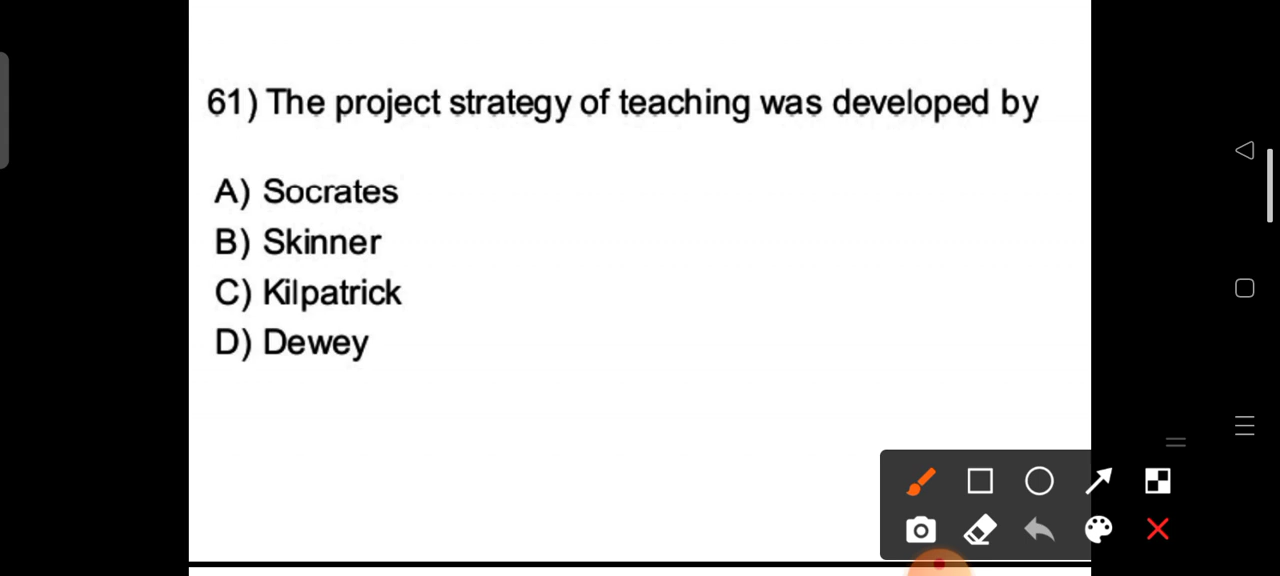 61) The project strategy of teaching was developed by
A) Socrates
B) Skinner
C) Kilpatrick
D) Dewey